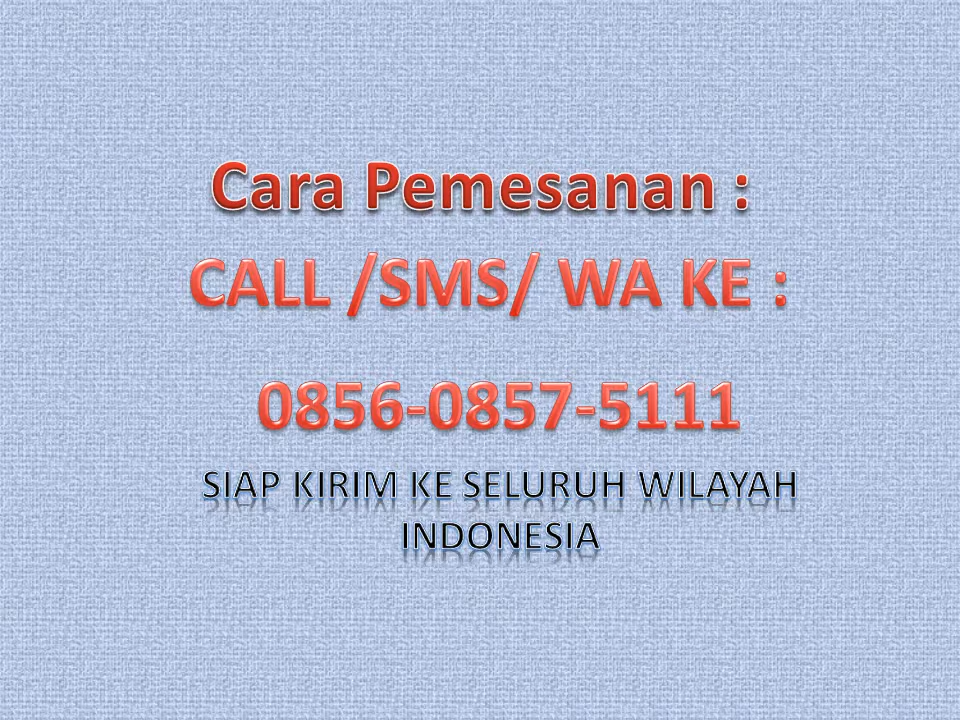 Cara Pemesanan :
CALL /SMS/ WA KE :
0856-0857-5111
SIAP KIRIM KE SELURUH WILAYAH
INDONESIA